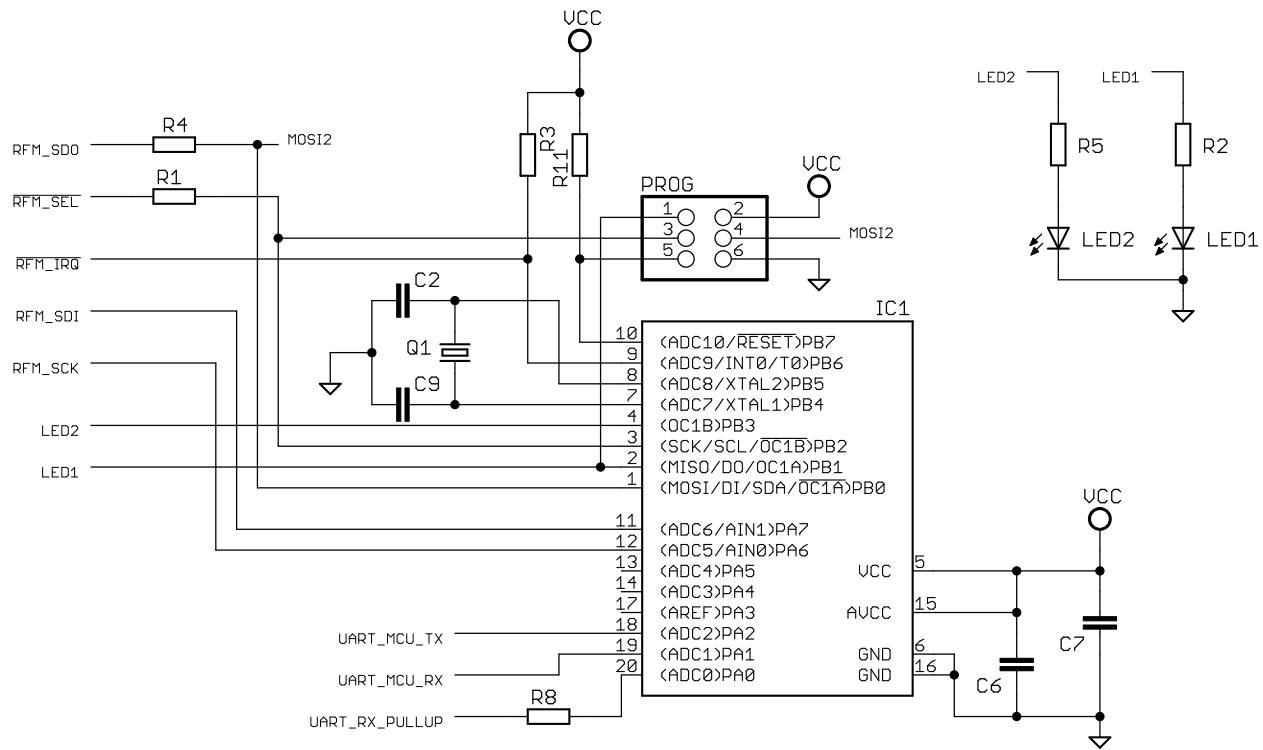 VCC
LED2
LED1
R4
MOSI2
RFM_SDO
R3
R11
R5
R2
R1
RFM_SEL
PROG
VCC
1
2
3
4
MOSI2
5
6
LED2
LED1
RFM_IRQ
C2
RFM_SDI
Q1
C9
RFM_SCK
IC1
10 (ADC10/RESET)PB7
9 (ADC9/INT0/T0)PB6
8 (ADC8/XTAL2)PB5
7 (ADC7/XTAL1)PB4
LED2
4 (OC1B)PB3
3 (SCK/SCL/OC1B)PB2
LED1
2 (MISO/DO/OC1A)PB1
1 (MOSI/DI/SDA/OC1A)PB0
VCC
11 (ADC6/AIN1)PA7
12 (ADC5/AIN0)PA6
13 (ADC4)PA5 VCC 5
14 (ADC3)PA4
17 (AREF)PA3 AVCC 15
UART_MCU_TX 18 (ADC2)PA2
C7
19 (ADC1)PA1 GND 6
UART_MCU_RX 20 (ADC0)PA0 GND 16
C6
R8
UART_RX_PULLUP